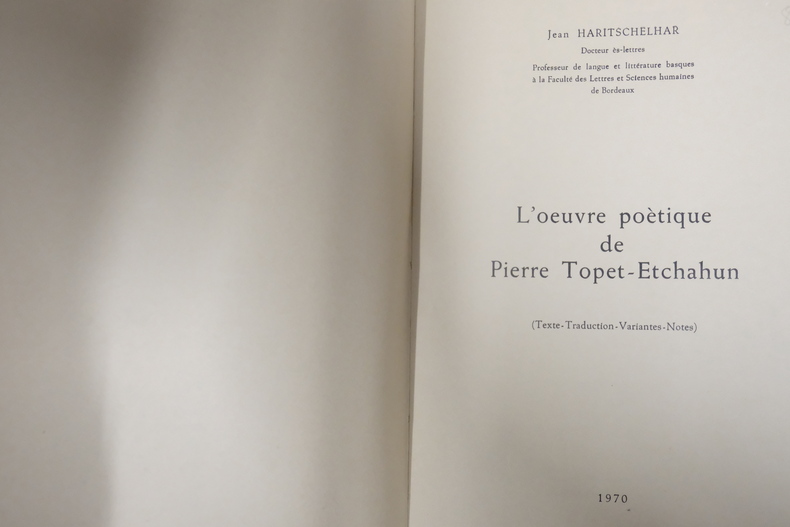 Jean HARITSCHELHAR
Docteur ès-lettres
Professeur de langue et littérature basques
à la Faculté des Lettres et Sciences humaines
de Bordeaux
L'oeuvre poètique
de
Pierre Topet-Etchahun
(Texte-Traduction-Variantes-Notes)
1970